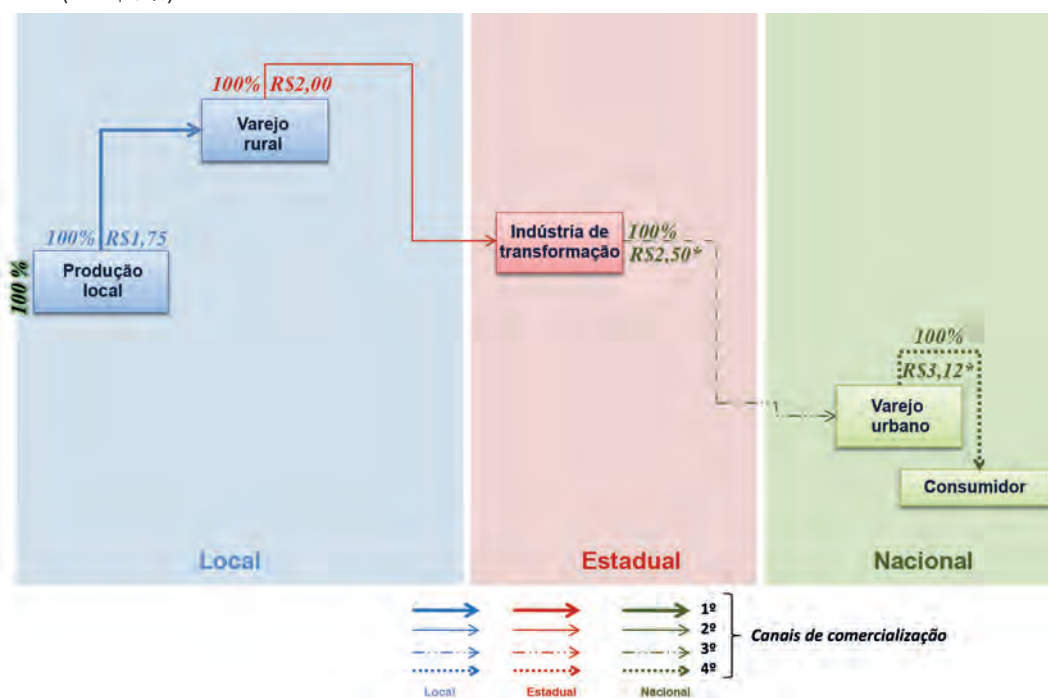 100% R$2,00
Varejo
rural
100% R$1,75
Produção
local
100 %
Indústria de
transformação
100%
R$2,50*
100%
R$3,12*
Varejo
urbano
Consumidor
Local
Estadual
Nacional
1º
2º
3º
4º
Canais de comercialização
Local
Estadual
Nacional